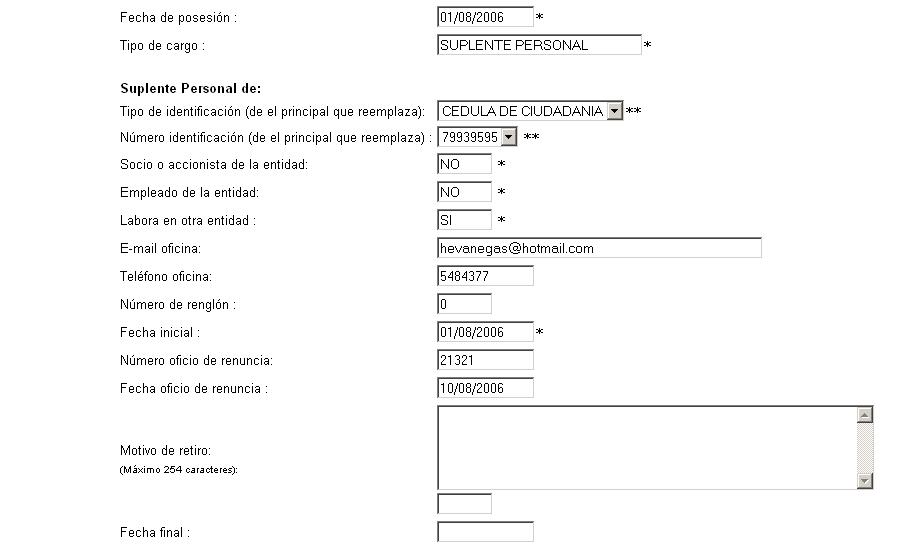 Fecha de posesión : 01/08/2006 *
Tipo de cargo : SUPLENTE PERSONAL *
Suplente Personal de:
Tipo de identificación (de el principal que reemplaza): CEDULA DE CIUDADANIA **
Número identificación (de el principal que reemplaza) : 79939595 **
Socio o accionista de la entidad: NO *
Empleado de la entidad: NO *
Labora en otra entidad : SI *
E-mail oficina: hevanegas@hotmail.com
Teléfono oficina: 5484377
Número de renglón : 0
Fecha inicial : 01/08/2006 *
Número oficio de renuncia: 21321
Fecha oficio de renuncia : 10/08/2006
Motivo de retiro:
(Máximo 254 caracteres):
Fecha final :